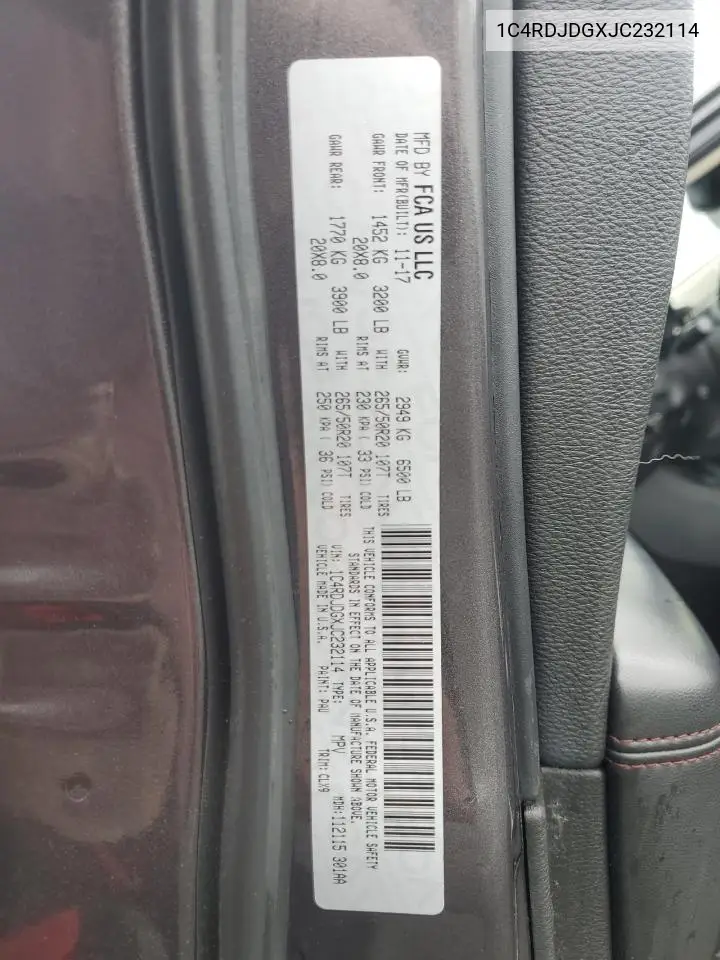 1C4RDJDGXJC232114
MFD BY FCA US LLC
DATE OF MFR(BUILT): 11-17 GVWR: 2949 KG 6500 LB
GAWR FRONT: 1452 KG 3200 LB WITH 265/50R20 107T TIRES
20X8.0 RIMS AT 230 KPA ( 33 PSI) COLD
GAWR REAR: 1770 KG 3900 LB WITH 265/50R20 107T TIRES
20X8.0 RIMS AT 250 KPA ( 36 PSI) COLD
THIS VEHICLE CONFORMS TO ALL APPLICABLE U.S.A. FEDERAL MOTOR VEHICLE SAFETY
STANDARDS IN EFFECT ON THE DATE OF MANUFACTURE SHOWN ABOVE.
VIN: 1C4RDJDGXJC232114 TYPE: MPV MDH:112115 301AA
VEHICLE MADE IN U.S.A. PAINT: PAU TRIM: CLX9